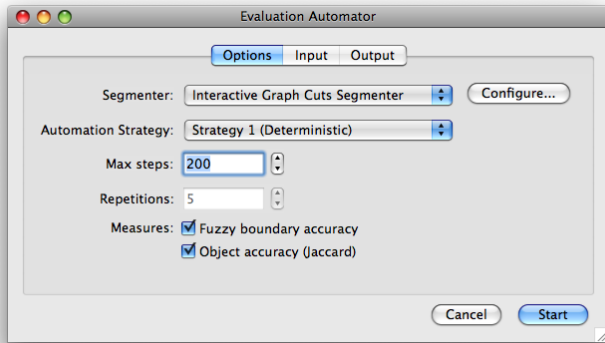 Evaluation Automator
Options Input Output
Segmenter: Interactive Graph Cuts Segmenter Configure...
Automation Strategy: Strategy 1 (Deterministic)
Max steps: 200
Repetitions: 5
Measures: Fuzzy boundary accuracy
Object accuracy (Jaccard)
Cancel Start